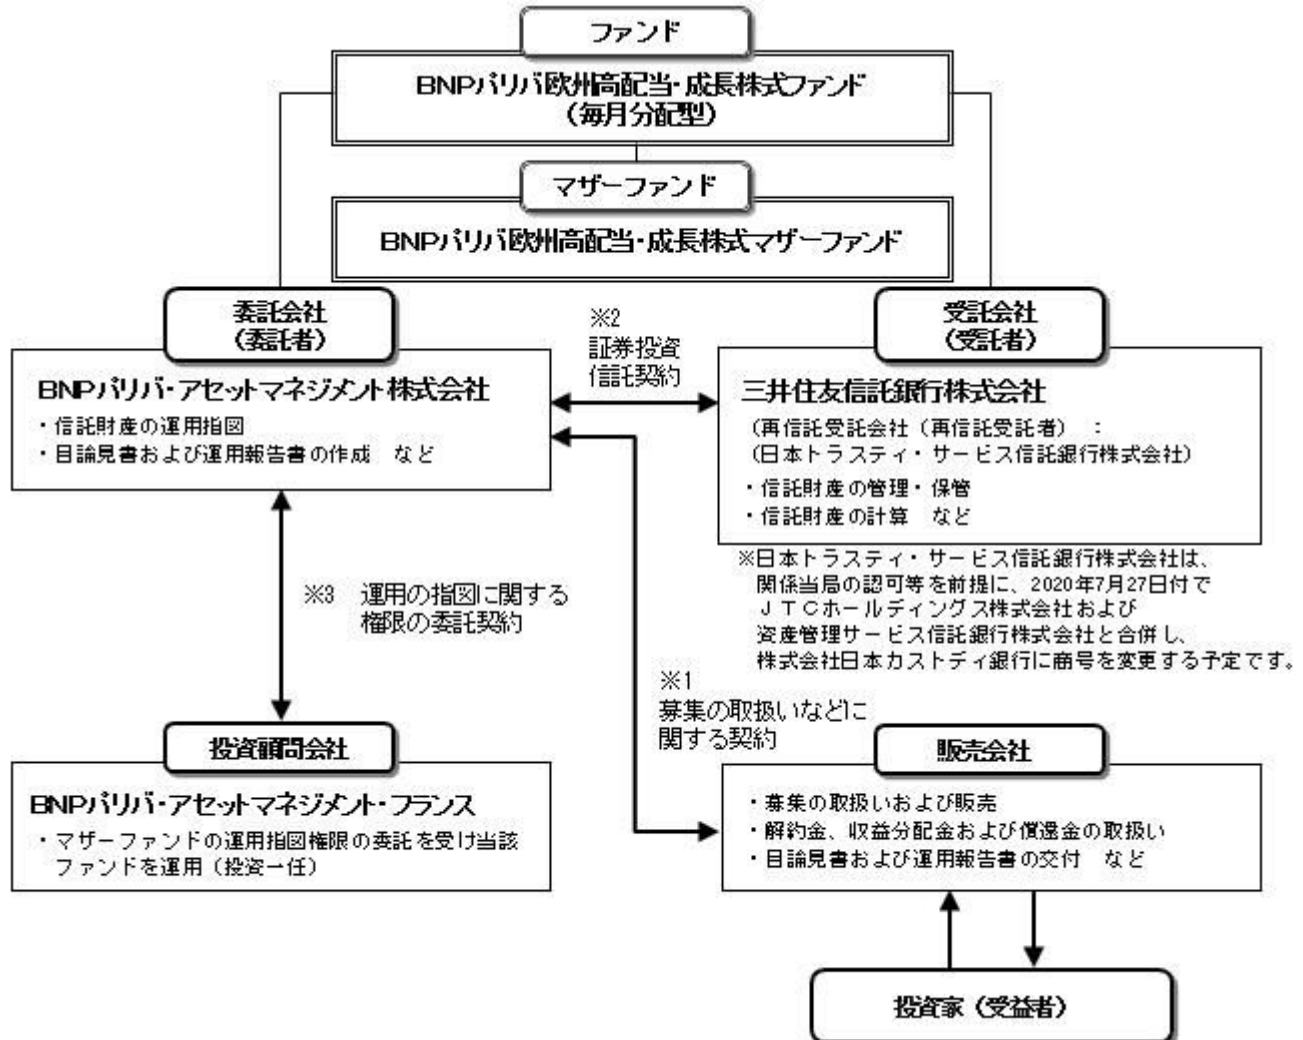 ファンド
BNPパリバ欧州高配当・成長株式ファンド
(毎月分配型)
マザーファンド
BNPパリバ欧州高配当・成長株式マザーファンド
委託会社
(委託者)
BNPパリバ・アセットマネジメント株式会社
・信託財産の運用指図
・目論見書および運用報告書の作成 など
※2
証券投資
信託契約
受託会社
(受託者)
三井住友信託銀行株式会社
(再信託受託会社(再信託受託者) :
(日本トラスティ・サービス信託銀行株式会社)
・信託財産の管理・保管
・信託財産の計算 など
※日本トラスティ・サービス信託銀行株式会社は、
関係当局の認可等を前提に、2020年7月27日付で
JTCホールディングス株式会社および
資産管理サービス信託銀行株式会社と合併し、
株式会社日本カストディ銀行に商号を変更する予定です。
※3 運用の指図に関する
権限の委託契約
※1
募集の取扱いなどに
関する契約
投資顧問会社
BNPパリバ・アセットマネジメント・フランス
・マザーファンドの運用指図権限の委託を受け当該
ファンドを運用(投資一任)
販売会社
・募集の取扱いおよび販売
・解約金、収益分配金および償還金の取扱い
・目論見書および運用報告書の交付 など
投資家(受益者)